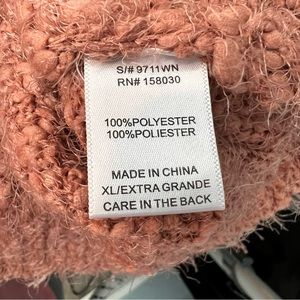 S/# 9711WN
RN# 158030
100%POLYESTER
100%POLIESTER
MADE IN CHINA
XL/EXTRA GRANDE
CARE IN THE BACK